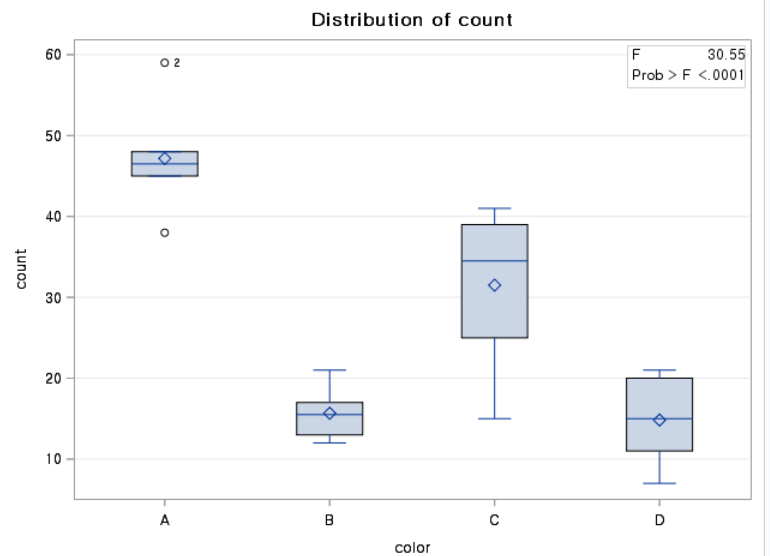 Distribution of count
F 30.55
Prob > F <.0001
60
50
40
30
20
10
2
count
A B C D
color